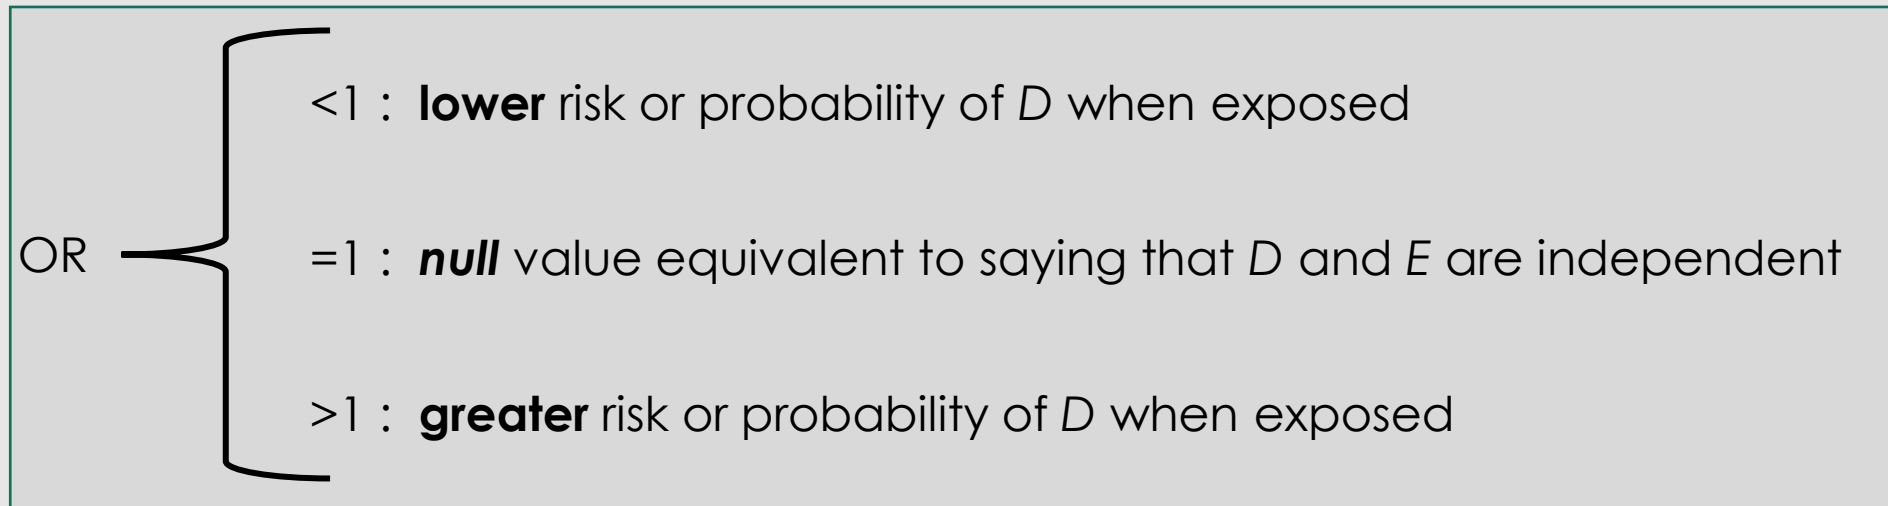 <1 : lower risk or probability of D when exposed
OR =1 : null value equivalent to saying that D and E are independent
>1 : greater risk or probability of D when exposed